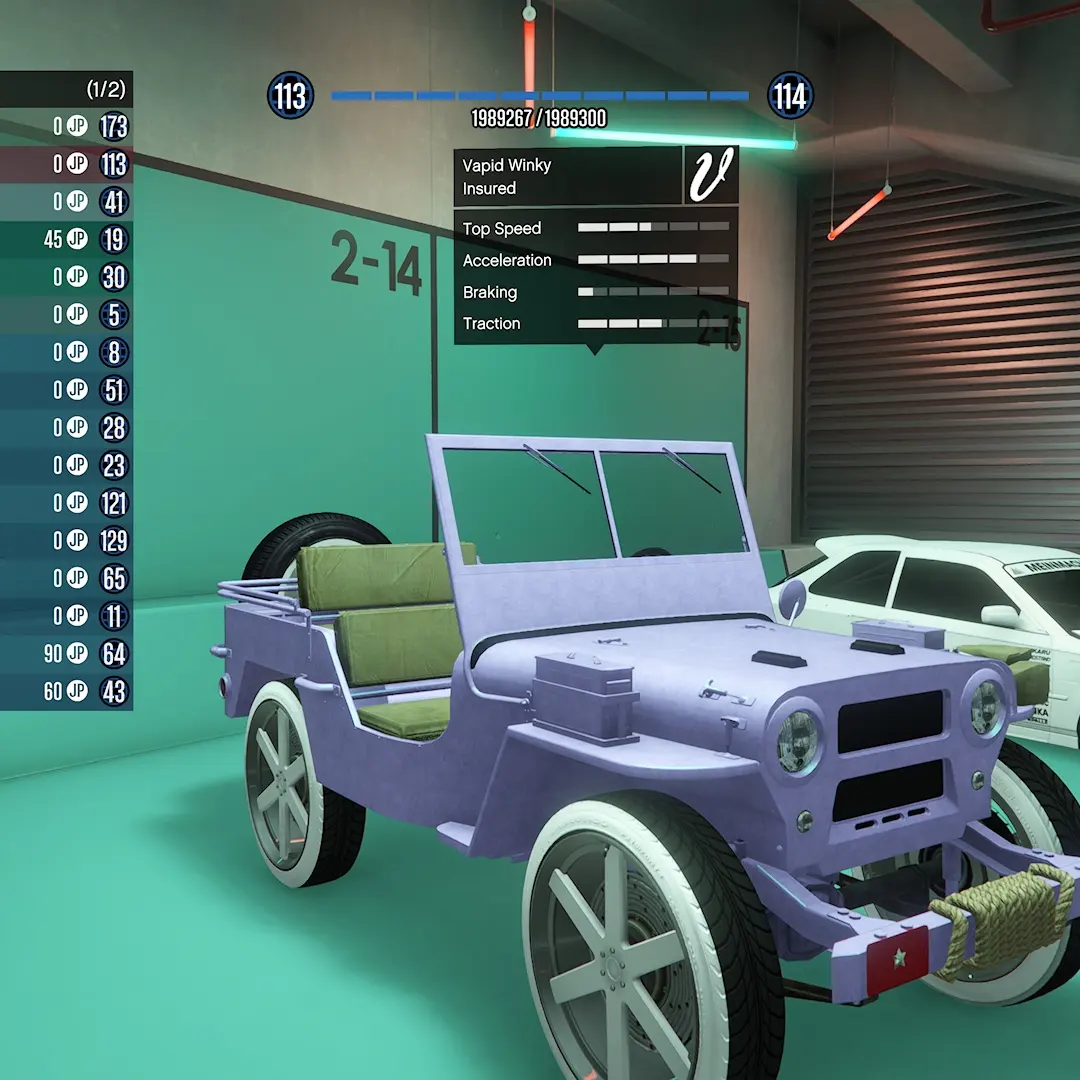 (1/2)
0 JP 173
0 JP 113
0 JP 41
45 JP 19
0 JP 30
0 JP 5
0 JP 8
0 JP 51
0 JP 28
0 JP 23
0 JP 121
0 JP 129
0 JP 65
0 JP 11
90 JP 64
60 JP 43
113
114
1989267/1989300
Vapid Winky
Insured
Top Speed
Acceleration
Braking
Traction
2-14
2-15